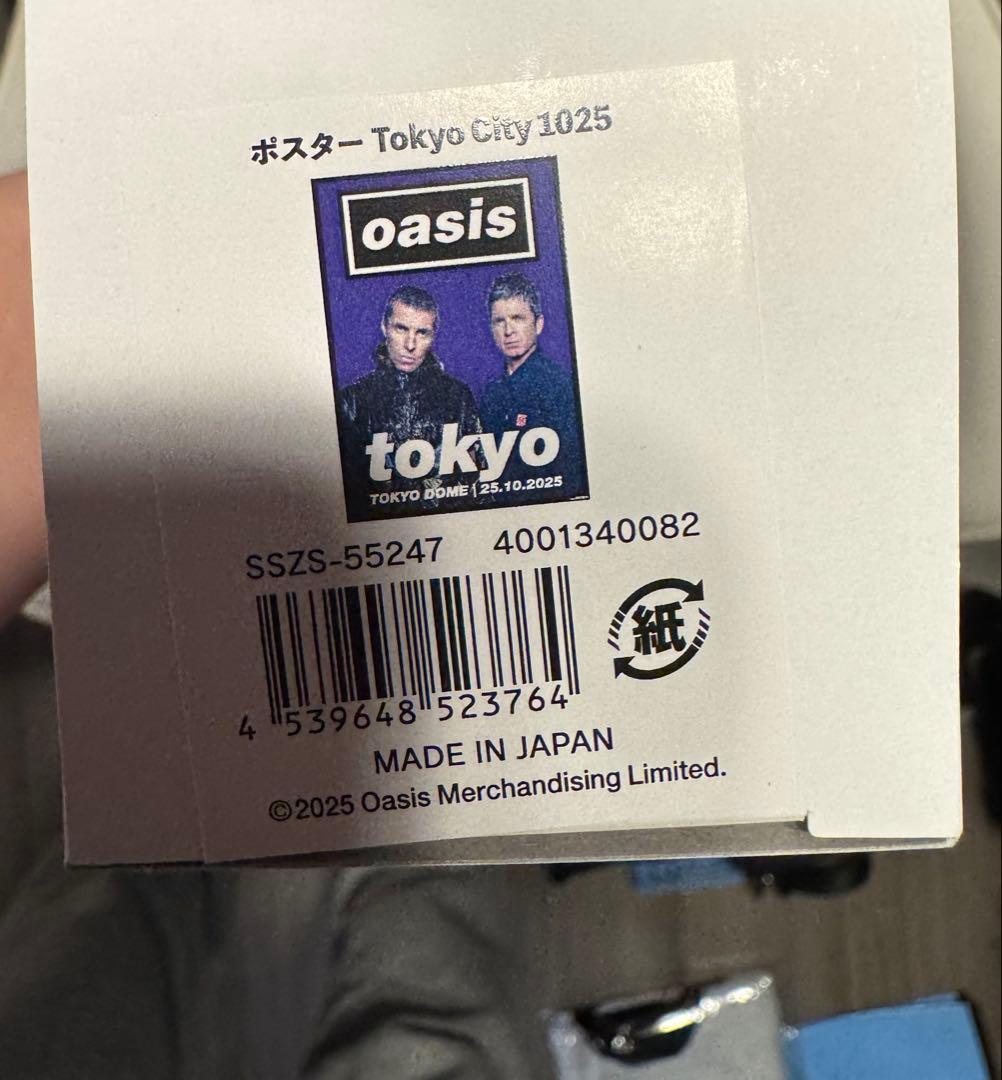 ポスター Tokyo City 1025
oasis
tokyo
TOKYO DOME | 25.10.2025
SSZS-55247 4001340082
紙
4 539648 523764
MADE IN JAPAN
©2025 Oasis Merchandising Limited.